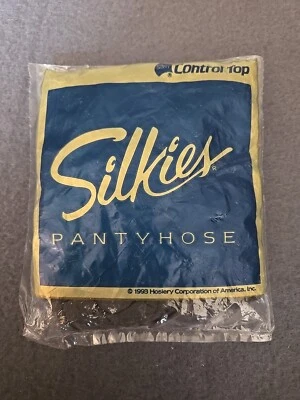 Control Top
Silkies®
PANTYHOSE
© 1993 Hosiery Corporation of America, Inc.